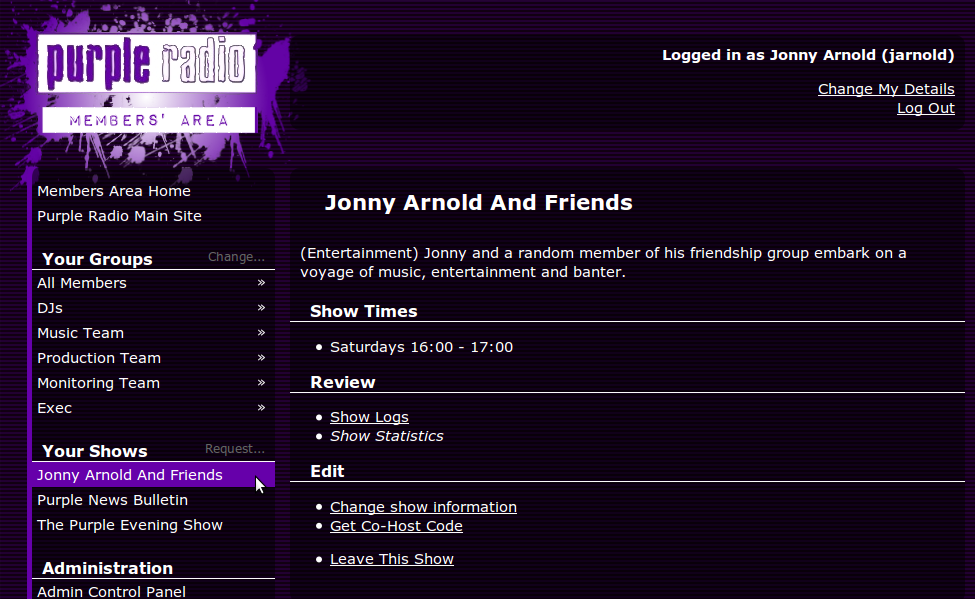 purple radio
MEMBERS' AREA
Logged in as Jonny Arnold (jarnold)
Change My Details
Log Out
Members Area Home
Purple Radio Main Site
Your Groups Change...
All Members »
DJs »
Music Team »
Production Team »
Monitoring Team »
Exec »
Your Shows Request...
Jonny Arnold And Friends
Purple News Bulletin
The Purple Evening Show
Administration
Admin Control Panel
Jonny Arnold And Friends
(Entertainment) Jonny and a random member of his friendship group embark on a
voyage of music, entertainment and banter.
Show Times
• Saturdays 16:00 - 17:00
Review
• Show Logs
• Show Statistics
Edit
• Change show information
• Get Co-Host Code
• Leave This Show